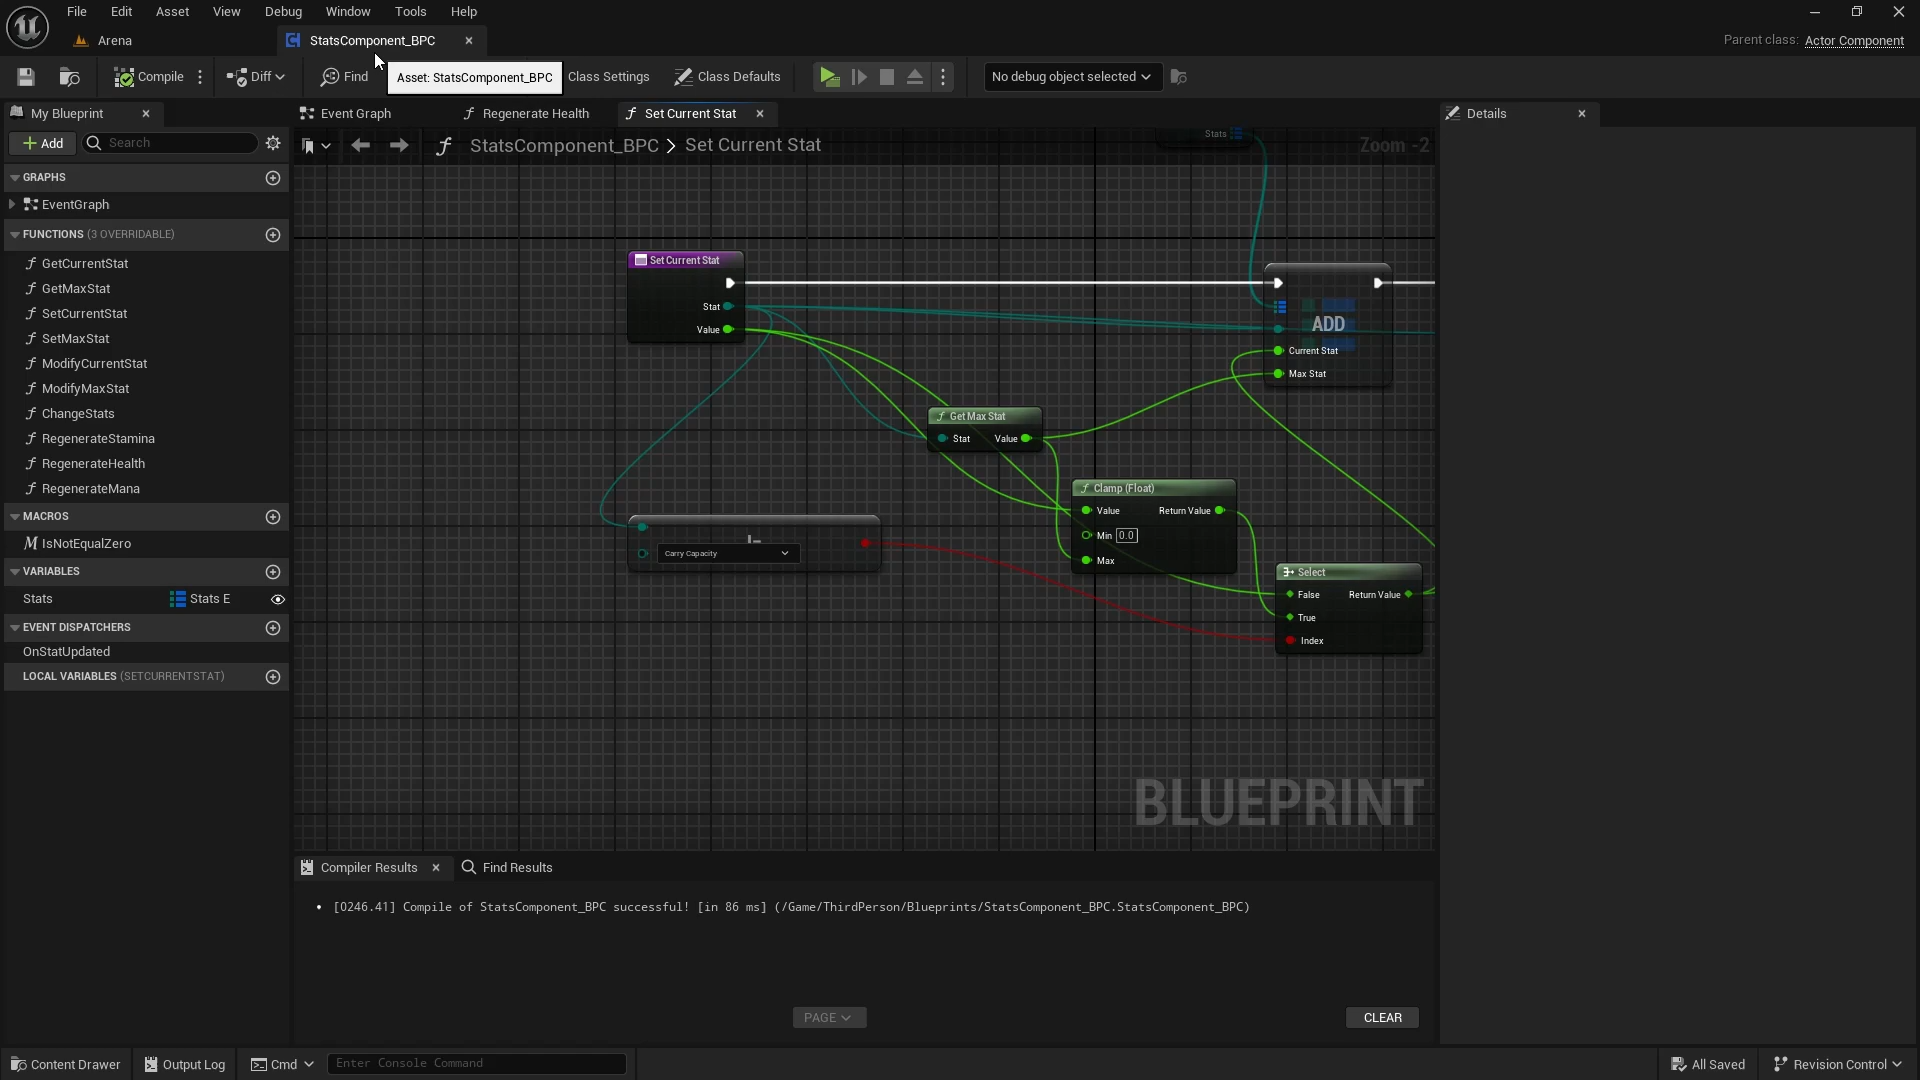 File Edit Asset View Debug Window Tools Help
Arena StatsComponent_BPC Parent class: Actor Component
Compile Diff Find Asset: StatsComponent_BPC Class Settings Class Defaults No debug object selected
My Blueprint Event Graph Regenerate Health Set Current Stat Details
Add Search
StatsComponent_BPC > Set Current Stat Zoom -2
Stats
GRAPHS
EventGraph
FUNCTIONS (3 OVERRIDABLE)
GetCurrentStat
GetMaxStat
SetCurrentStat
SetMaxStat
ModifyCurrentStat
ModifyMaxStat
ChangeStats
RegenerateStamina
RegenerateHealth
RegenerateMana
MACROS
IsNotEqualZero
VARIABLES
Stats Stats E
EVENT DISPATCHERS
OnStatUpdated
LOCAL VARIABLES (SETCURRENTSTAT)
Set Current Stat
Stat
Value
ADD
Current Stat
Max Stat
Get Max Stat
Stat Value
Clamp (Float)
Value Return Value
Min 0.0
Max
Carry Capacity
Select
False Return Value
True
Index
BLUEPRINT
Compiler Results Find Results
• [0246.41] Compile of StatsComponent_BPC successful! [in 86 ms] (/Game/ThirdPerson/Blueprints/StatsComponent_BPC.StatsComponent_BPC)
PAGE CLEAR
Content Drawer Output Log Cmd Enter Console Command All Saved Revision Control